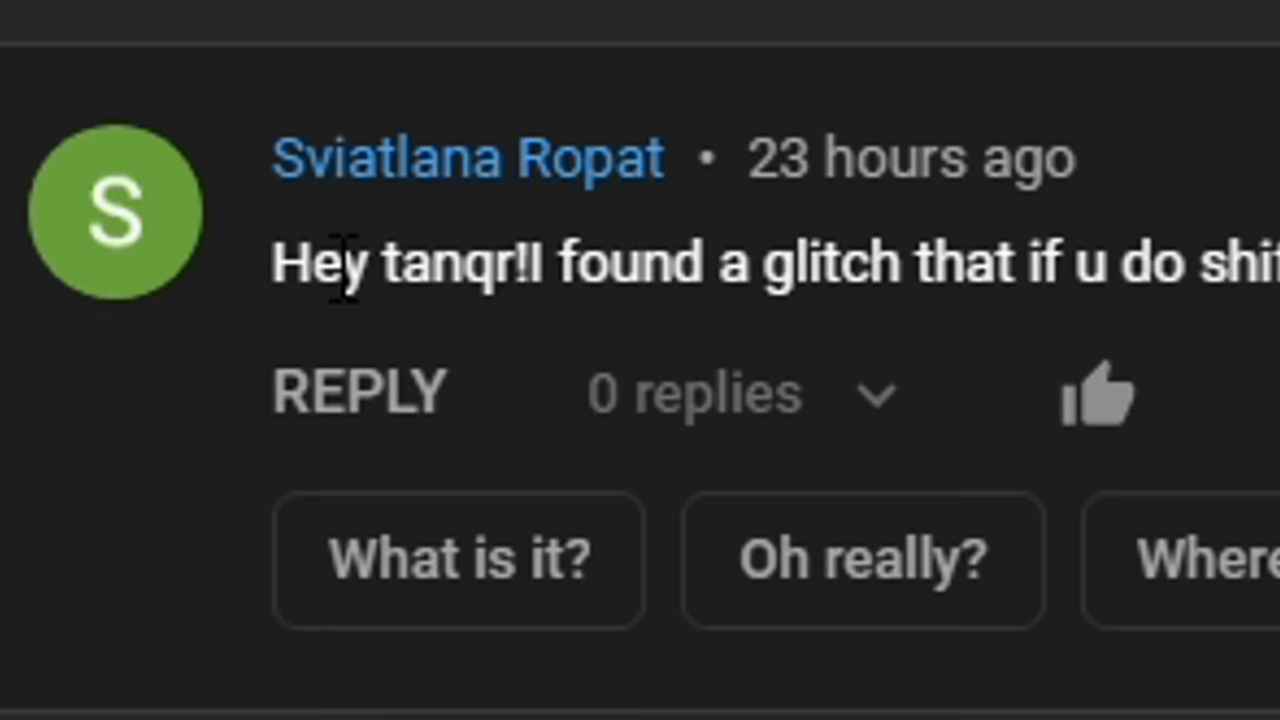 S
Sviatlana Ropat • 23 hours ago
Hey tanqr!I found a glitch that if u do
REPLY 0 replies
What is it? Oh really? Where